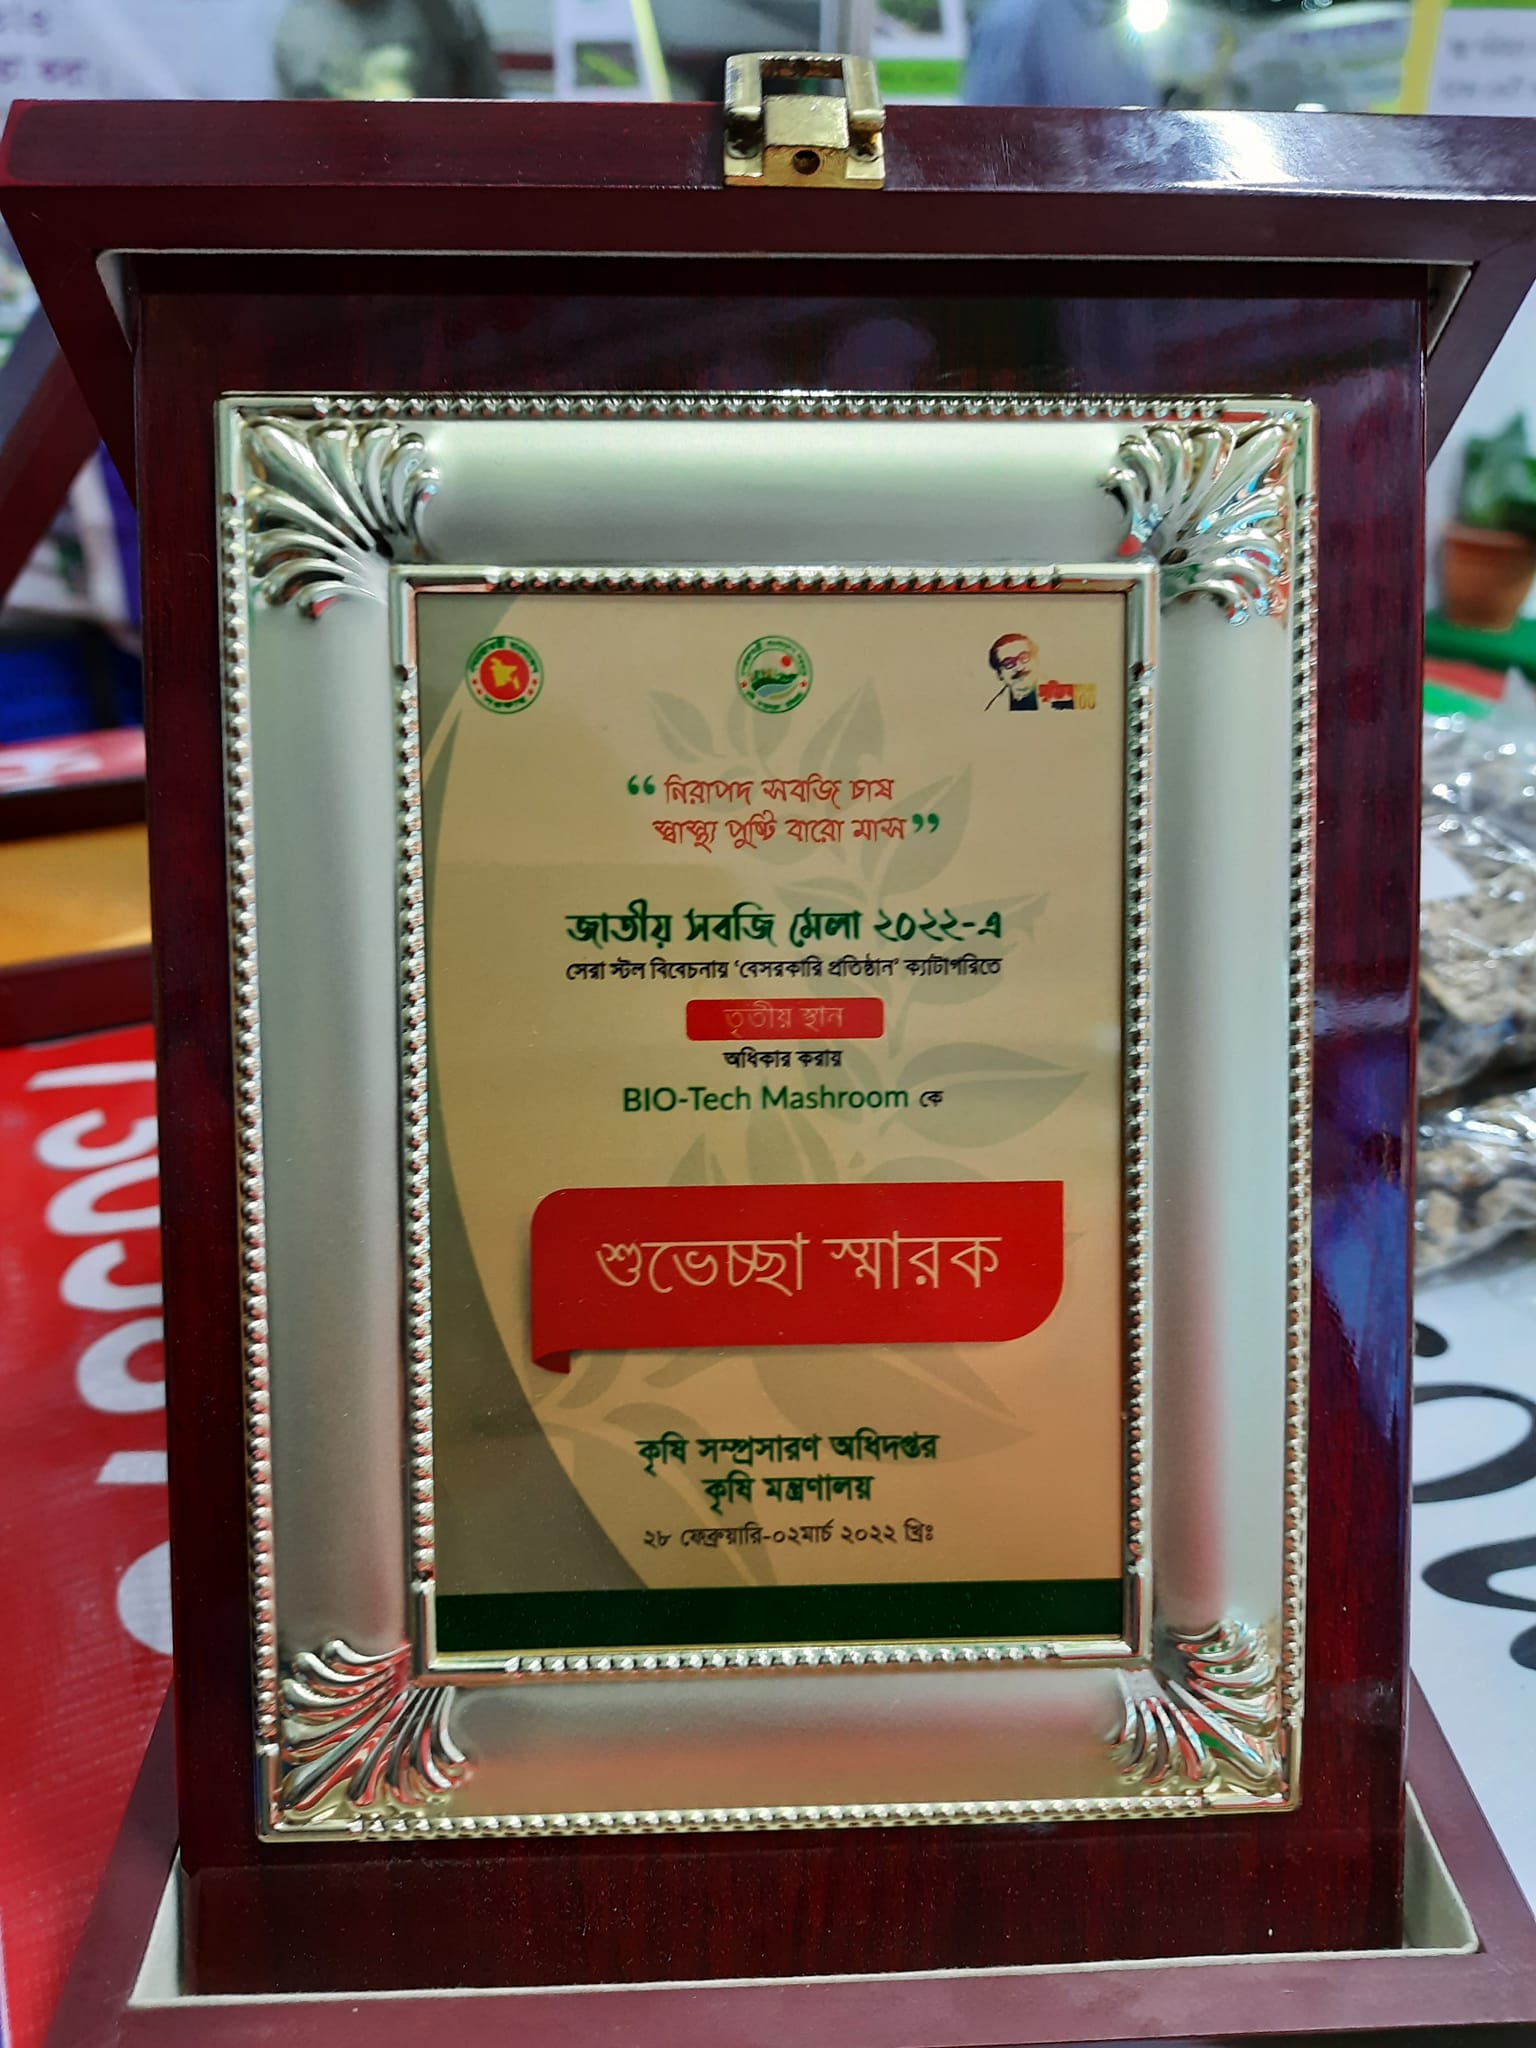 “ নিরাপদ সবজি চাষ
স্বাস্থ্য পুষ্টি বারো মাস ”
জাতীয় সবজি মেলা ২০২২-এ
সেরা স্টল বিবেচনায় ‘বেসরকারি প্রতিষ্ঠান’ ক্যাটাগরিতে
তৃতীয় স্থান
অধিকার করায়
BIO-Tech Mashroom কে
শুভেচ্ছা স্মারক
কৃষি সম্প্রসারণ অধিদপ্তর
কৃষি মন্ত্রণালয়
২৮ ফেব্রুয়ারি-০২মার্চ ২০২২ খ্রিঃ